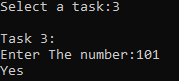 Select a task:3
Task 3:
Enter The number:101
Yes